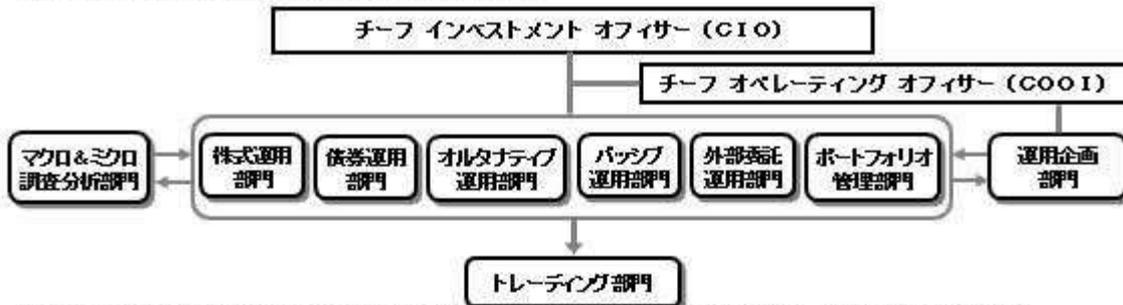 チーフ インベストメント オフィサー (CIO)
チーフ オペレーティング オフィサー (COOI)
マクロ&ミクロ
調査分析部門
株式運用
部門
債券運用
部門
オルタナティブ
運用部門
パッシブ
運用部門
外部委託
運用部門
ポートフォリオ
管理部門
運用企画
部門
トレーディング部門